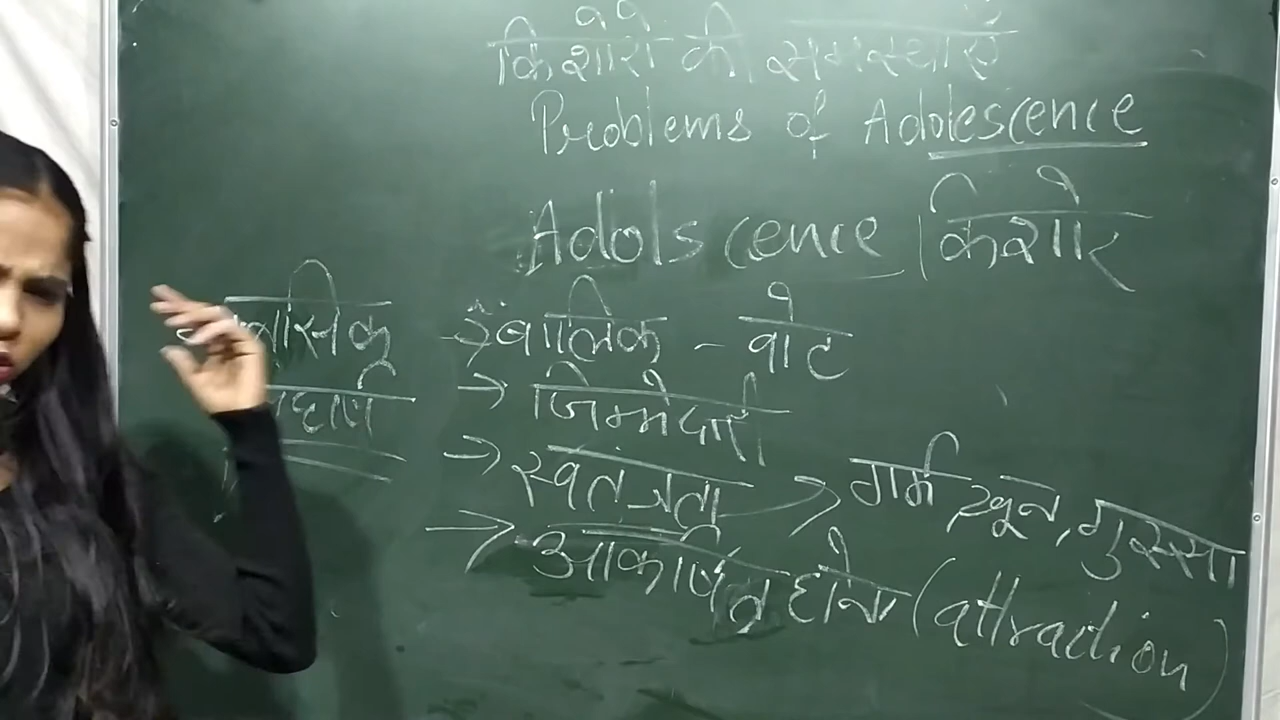 किशोरों की समस्याएँ
Problems of Adolescence
Adolscence | किशोर
→ स्वालिक - वोट
→ जिम्मेदारी
→ स्वतंत्रता → गर्म खून, गुस्सा
→ आकर्षित होना (attraction)